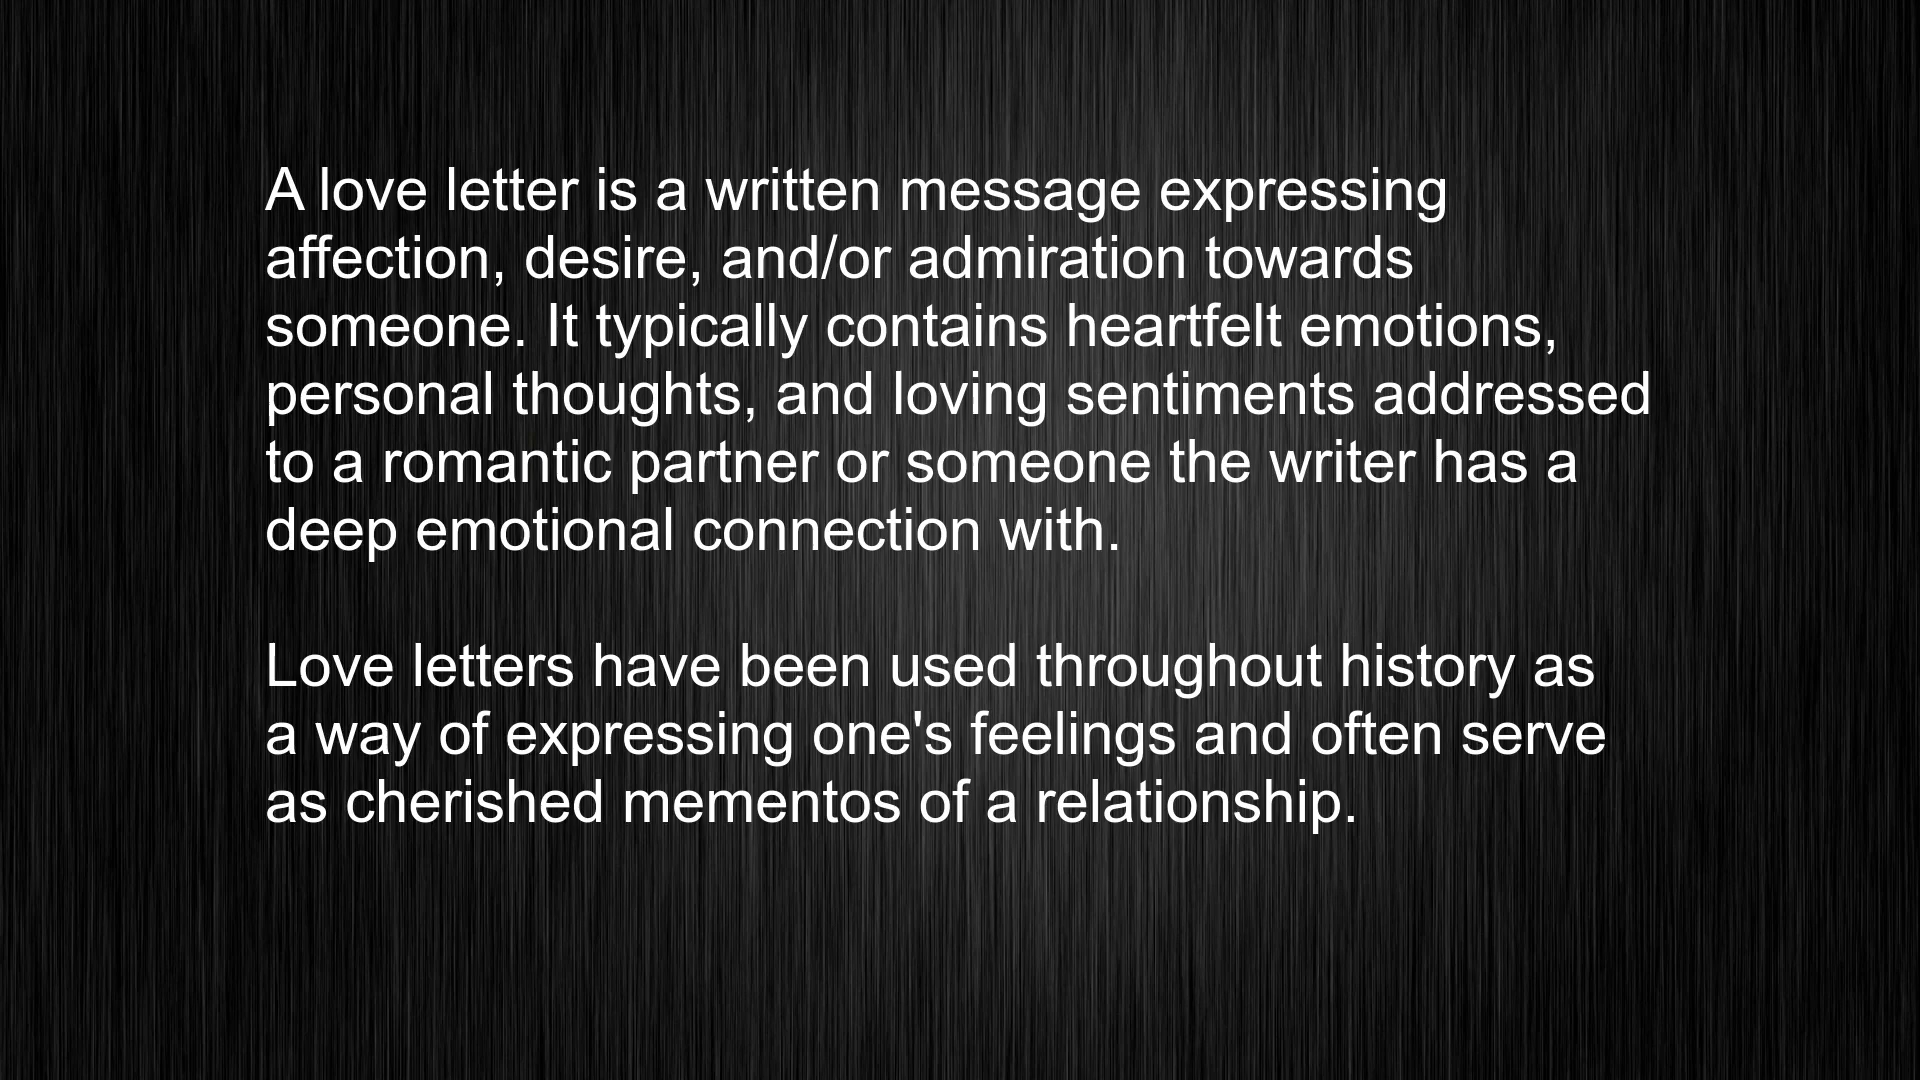 A love letter is a written message expressing
affection, desire, and/or admiration towards
someone. It typically contains heartfelt emotions,
personal thoughts, and loving sentiments addressed
to a romantic partner or someone the writer has a
deep emotional connection with.
Love letters have been used throughout history as
a way of expressing one's feelings and often serve
as cherished mementos of a relationship.